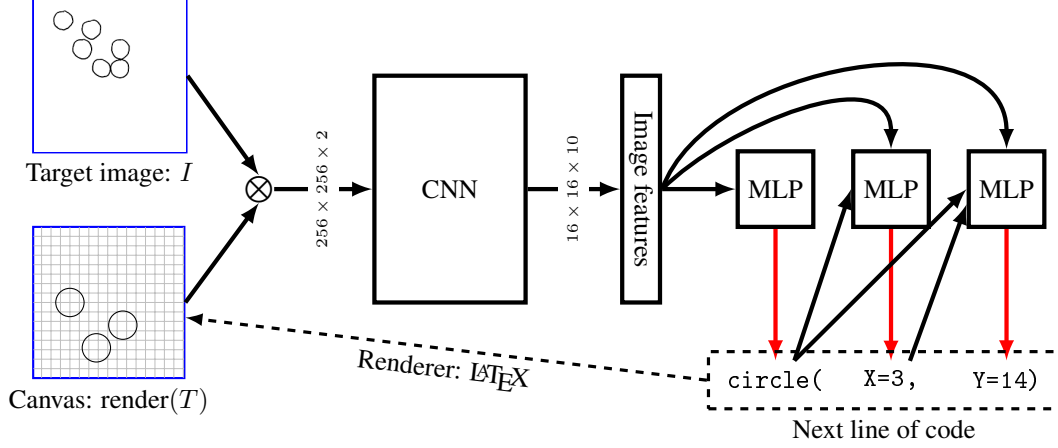 Target image: I
Canvas: render(T)
256 × 256 × 2
CNN
16 × 16 × 10
Image features
MLP
MLP
MLP
Renderer: LATEX
circle( X=3, Y=14)
Next line of code